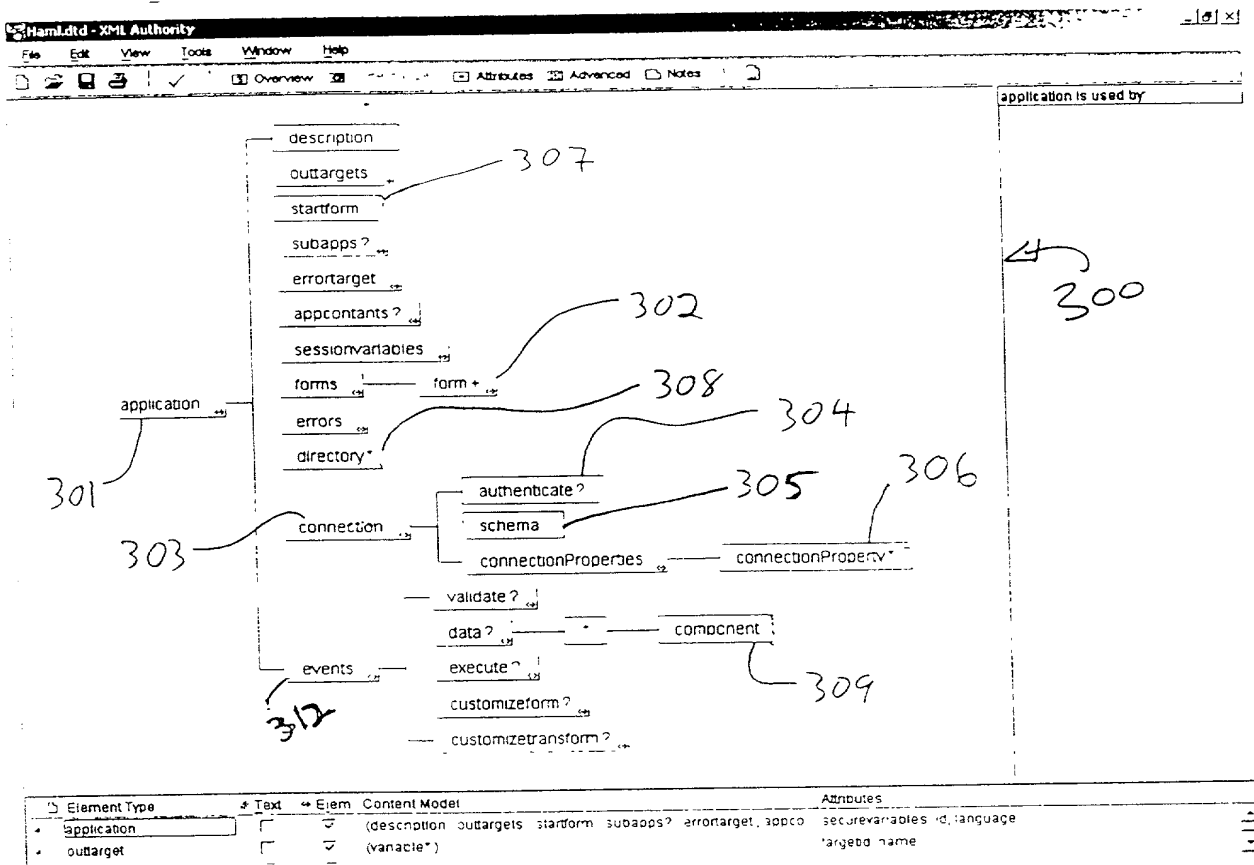 Haml.dtd - XML Authority
File Edit View Tools Window Help
Overview Attributes Advanced Notes
application is used by
description
307
outtargets
startform
subapps?
errortarget
300
appcontants?
302
sessionvariables
forms form +
308
application
errors
304
directory*
301
authenticate?
305
306
connection
schema
303
connectionProperties connectionProperty*
validate?
data? * component
events
execute?
309
312
customizeform?
customizetransform?
Element Type Text Elem Content Model Attributes
application (description outtargets startform subapps? errortarget, appco securevariables id, language
outtarget (variable*) targetid name